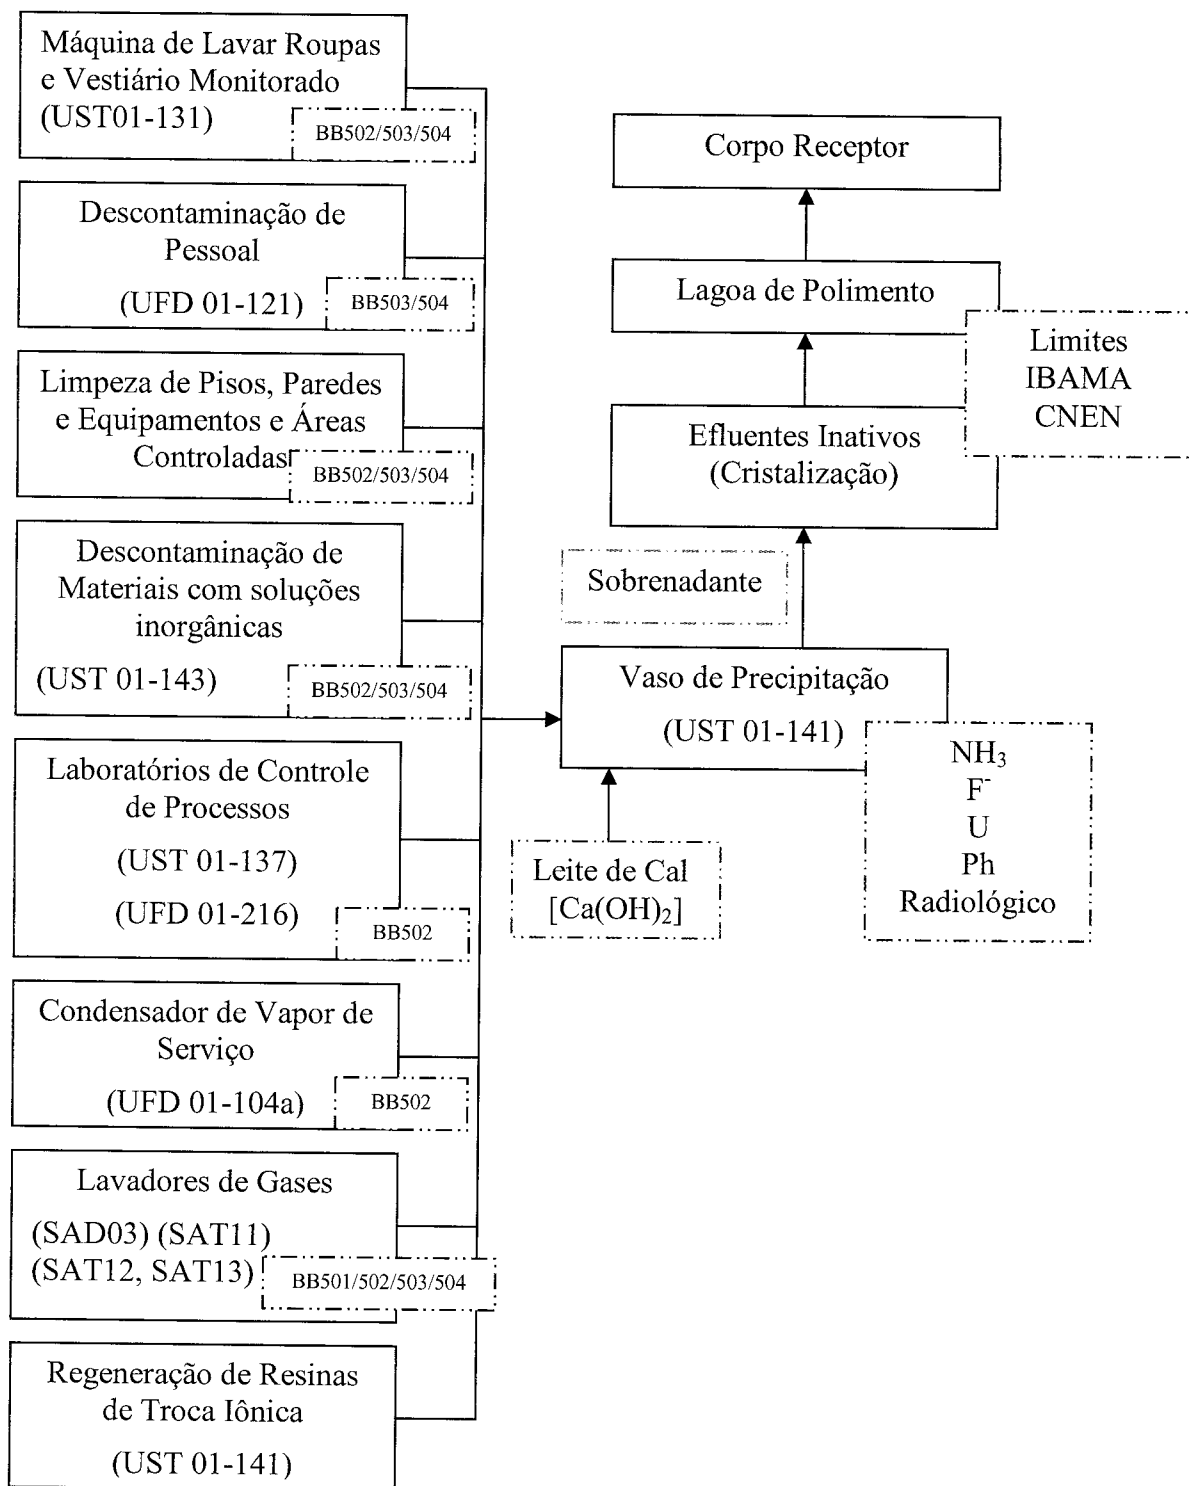 Máquina de Lavar Roupas
e Vestiário Monitorado
(UST01-131)
BB502/503/504
Descontaminação de
Pessoal
(UFD 01-121)
BB503/504
Limpeza de Pisos, Paredes
e Equipamentos e Áreas
Controladas
BB502/503/504
Descontaminação de
Materiais com soluções
inorgânicas
(UST 01-143)
BB502/503/504
Laboratórios de Controle
de Processos
(UST 01-137)
(UFD 01-216)
BB502
Condensador de Vapor de
Serviço
(UFD 01-104a)
BB502
Lavadores de Gases
(SAD03) (SAT11)
(SAT12, SAT13)
BB501/502/503/504
Regeneração de Resinas
de Troca Iônica
(UST 01-141)
Corpo Receptor
Lagoa de Polimento
Limites
IBAMA
CNEN
Efluentes Inativos
(Cristalização)
Sobrenadante
Vaso de Precipitação
(UST 01-141)
NH₃
F⁻
U
Ph
Radiológico
Leite de Cal
[Ca(OH)₂]